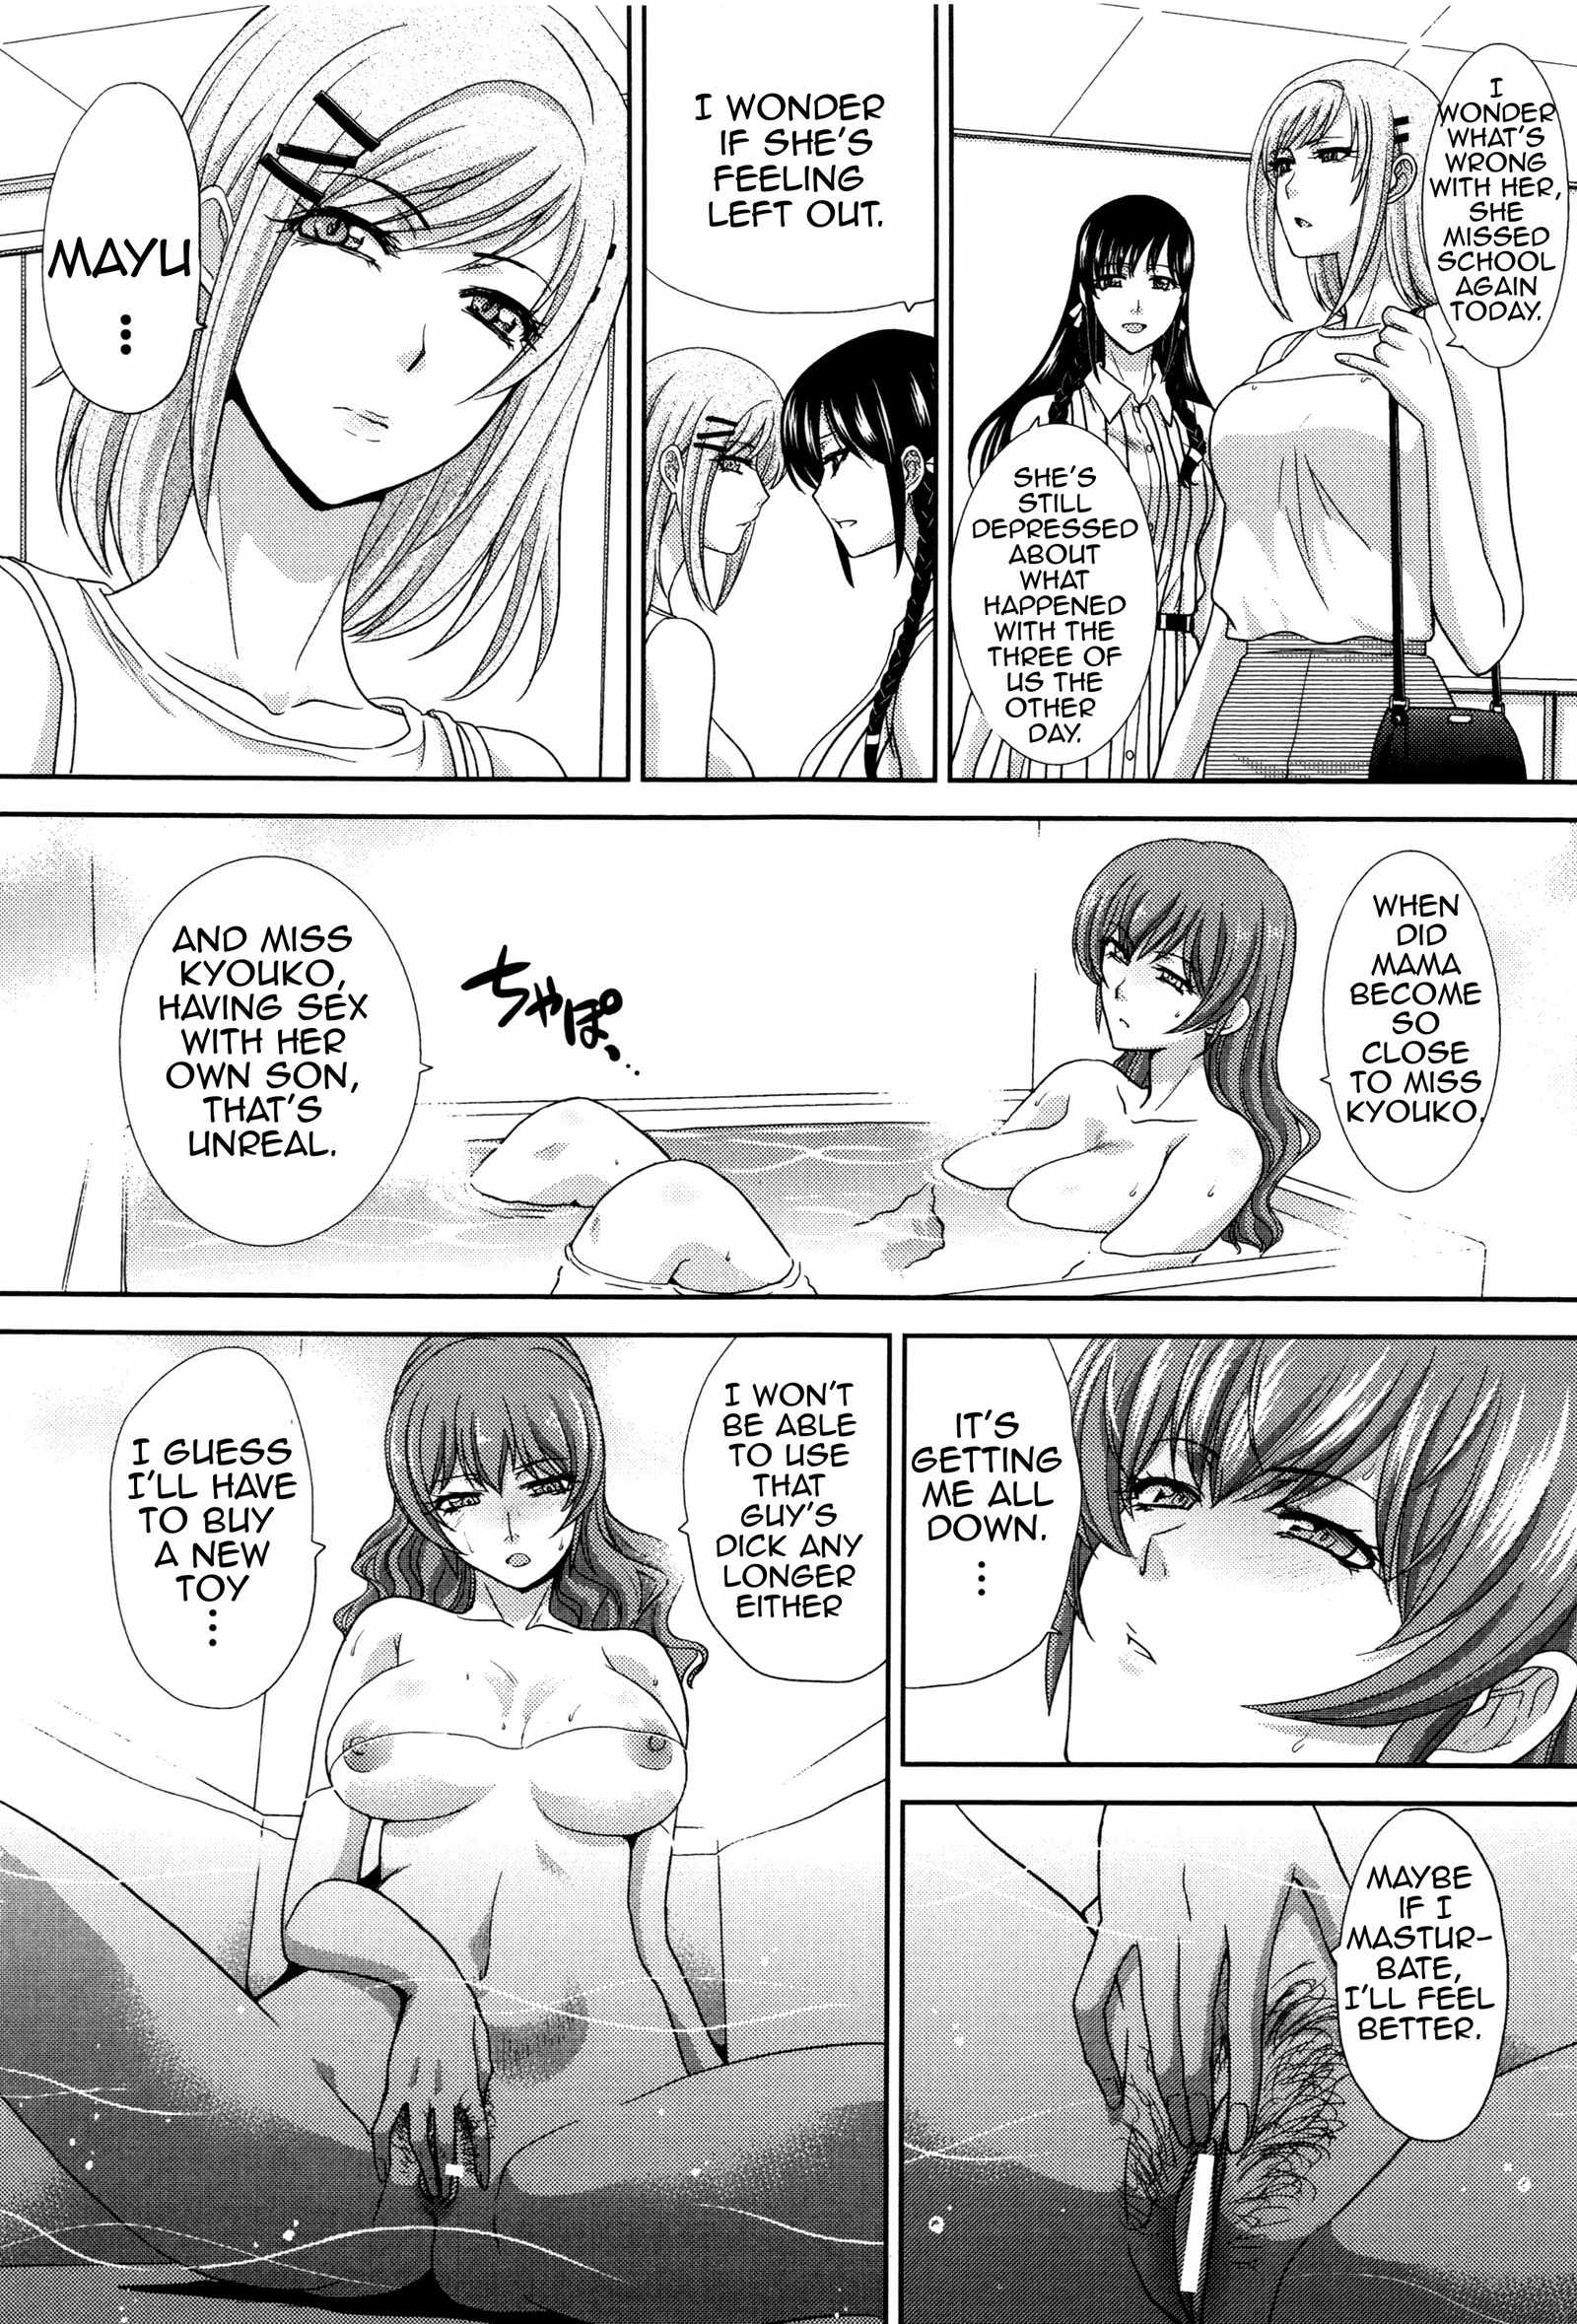 I
WONDER
WHAT'S
WRONG
WITH HER,
SHE
MISSED
SCHOOL
AGAIN
TODAY.
SHE'S
STILL
DEPRESSED
ABOUT
WHAT
HAPPENED
WITH THE
THREE OF
US THE
OTHER
DAY.
I WONDER
IF SHE'S
FEELING
LEFT OUT.
MAYU
...
WHEN
DID
MAMA
BECOME
SO
CLOSE
TO MISS
KYOUKO.
ちゃぽ、...
AND MISS
KYOUKO,
HAVING SEX
WITH HER
OWN SON,
THAT'S
UNREAL.
IT'S
GETTING
ME ALL
DOWN.
...
MAYBE
IF I
MASTUR-
BATE,
I'LL FEEL
BETTER.
I WON'T
BE ABLE
TO USE
THAT
GUY'S
DICK ANY
LONGER
EITHER
I GUESS
I'LL HAVE
TO BUY
A NEW
TOY
...